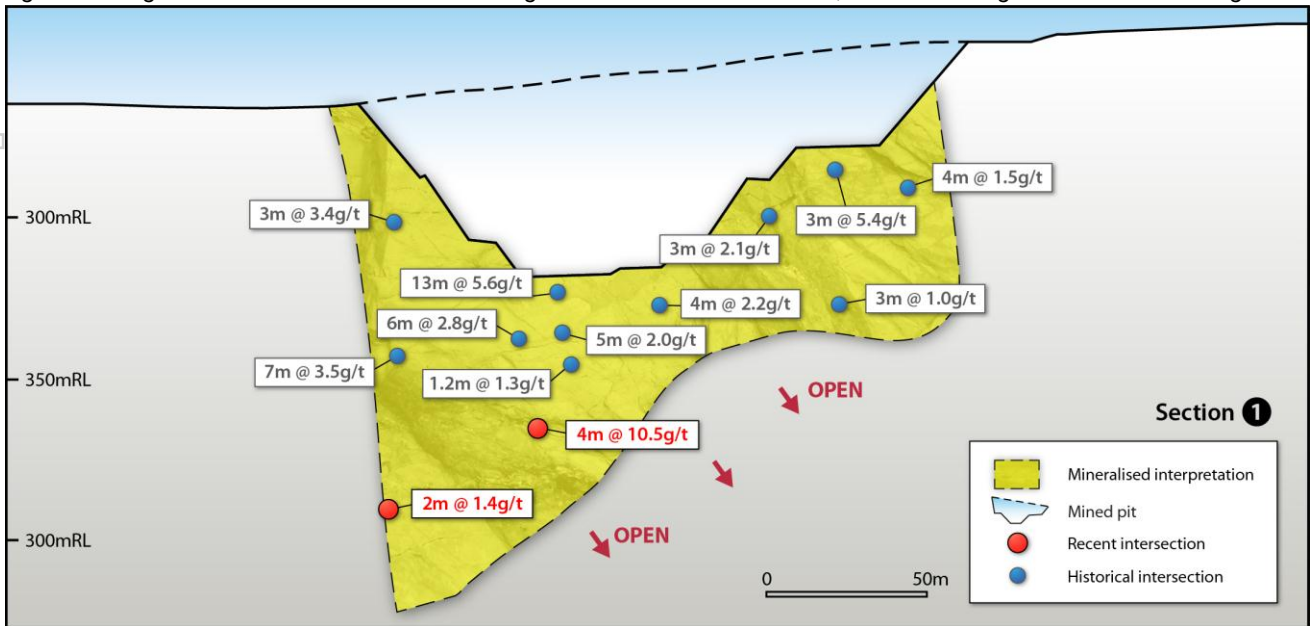 300mRL
350mRL
300mRL
3m @ 3.4g/t
13m @ 5.6g/t
6m @ 2.8g/t
7m @ 3.5g/t
1.2m @ 1.3g/t
5m @ 2.0g/t
4m @ 2.2g/t
3m @ 2.1g/t
3m @ 5.4g/t
4m @ 1.5g/t
3m @ 1.0g/t
4m @ 10.5g/t
2m @ 1.4g/t
OPEN
OPEN
0 50m
Section 1
Mineralised interpretation
Mined pit
Recent intersection
Historical intersection